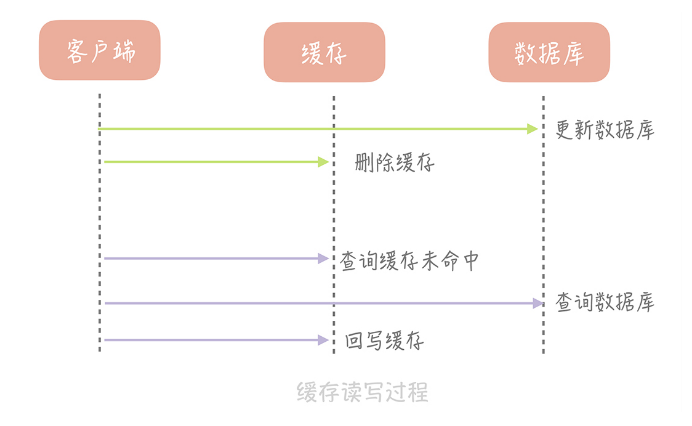 客户端
缓存
数据库
更新数据库
删除缓存
查询缓存未命中
查询数据库
回写缓存
缓存读写过程